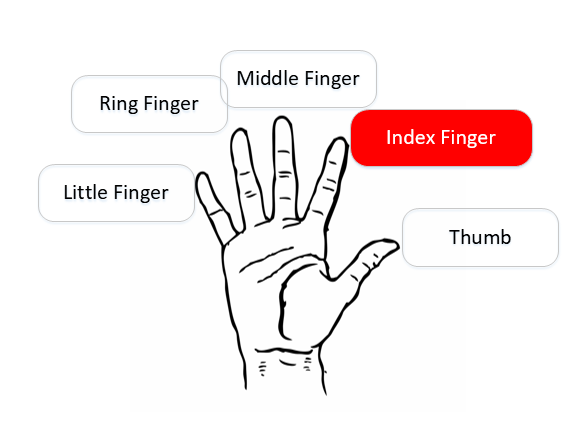 Middle Finger
Ring Finger
Index Finger
Little Finger
Thumb